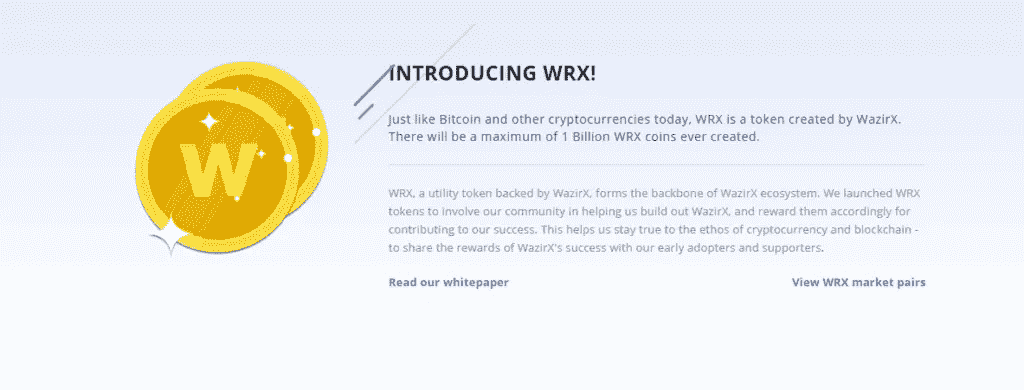 W
INTRODUCING WRX!
Just like Bitcoin and other cryptocurrencies today, WRX is a token created by WazirX.
There will be a maximum of 1 Billion WRX coins ever created.
WRX, a utility token backed by WazirX, forms the backbone of WazirX ecosystem. We launched WRX
tokens to involve our community in helping us build out WazirX, and reward them accordingly for
contributing to our success. This helps us stay true to the ethos of cryptocurrency and blockchain -
to share the rewards of WazirX's success with our early adopters and supporters.
Read our whitepaper
View WRX market pairs